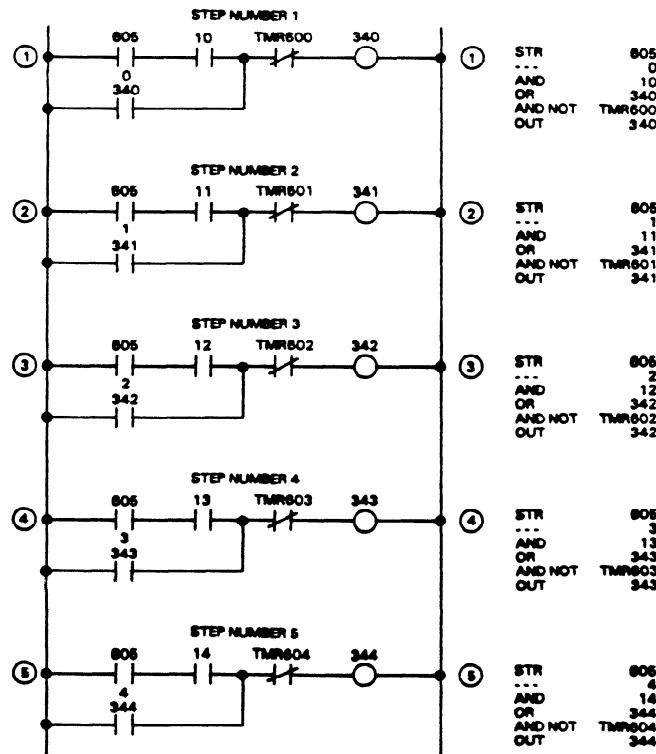 STEP NUMBER 1
605 10 TMR600 340
1 0 1
340
STR 605
--- 0
AND 10
OR 340
AND NOT TMR600
OUT 340
STEP NUMBER 2
605 11 TMR601 341
2 1 2
341
STR 605
--- 1
AND 11
OR 341
AND NOT TMR601
OUT 341
STEP NUMBER 3
605 12 TMR602 342
3 2 3
342
STR 605
--- 2
AND 12
OR 342
AND NOT TMR602
OUT 342
STEP NUMBER 4
605 13 TMR603 343
4 3 4
343
STR 605
--- 3
AND 13
OR 343
AND NOT TMR603
OUT 343
STEP NUMBER 5
605 14 TMR604 344
5 4 5
344
STR 605
--- 4
AND 14
OR 344
AND NOT TMR604
OUT 344